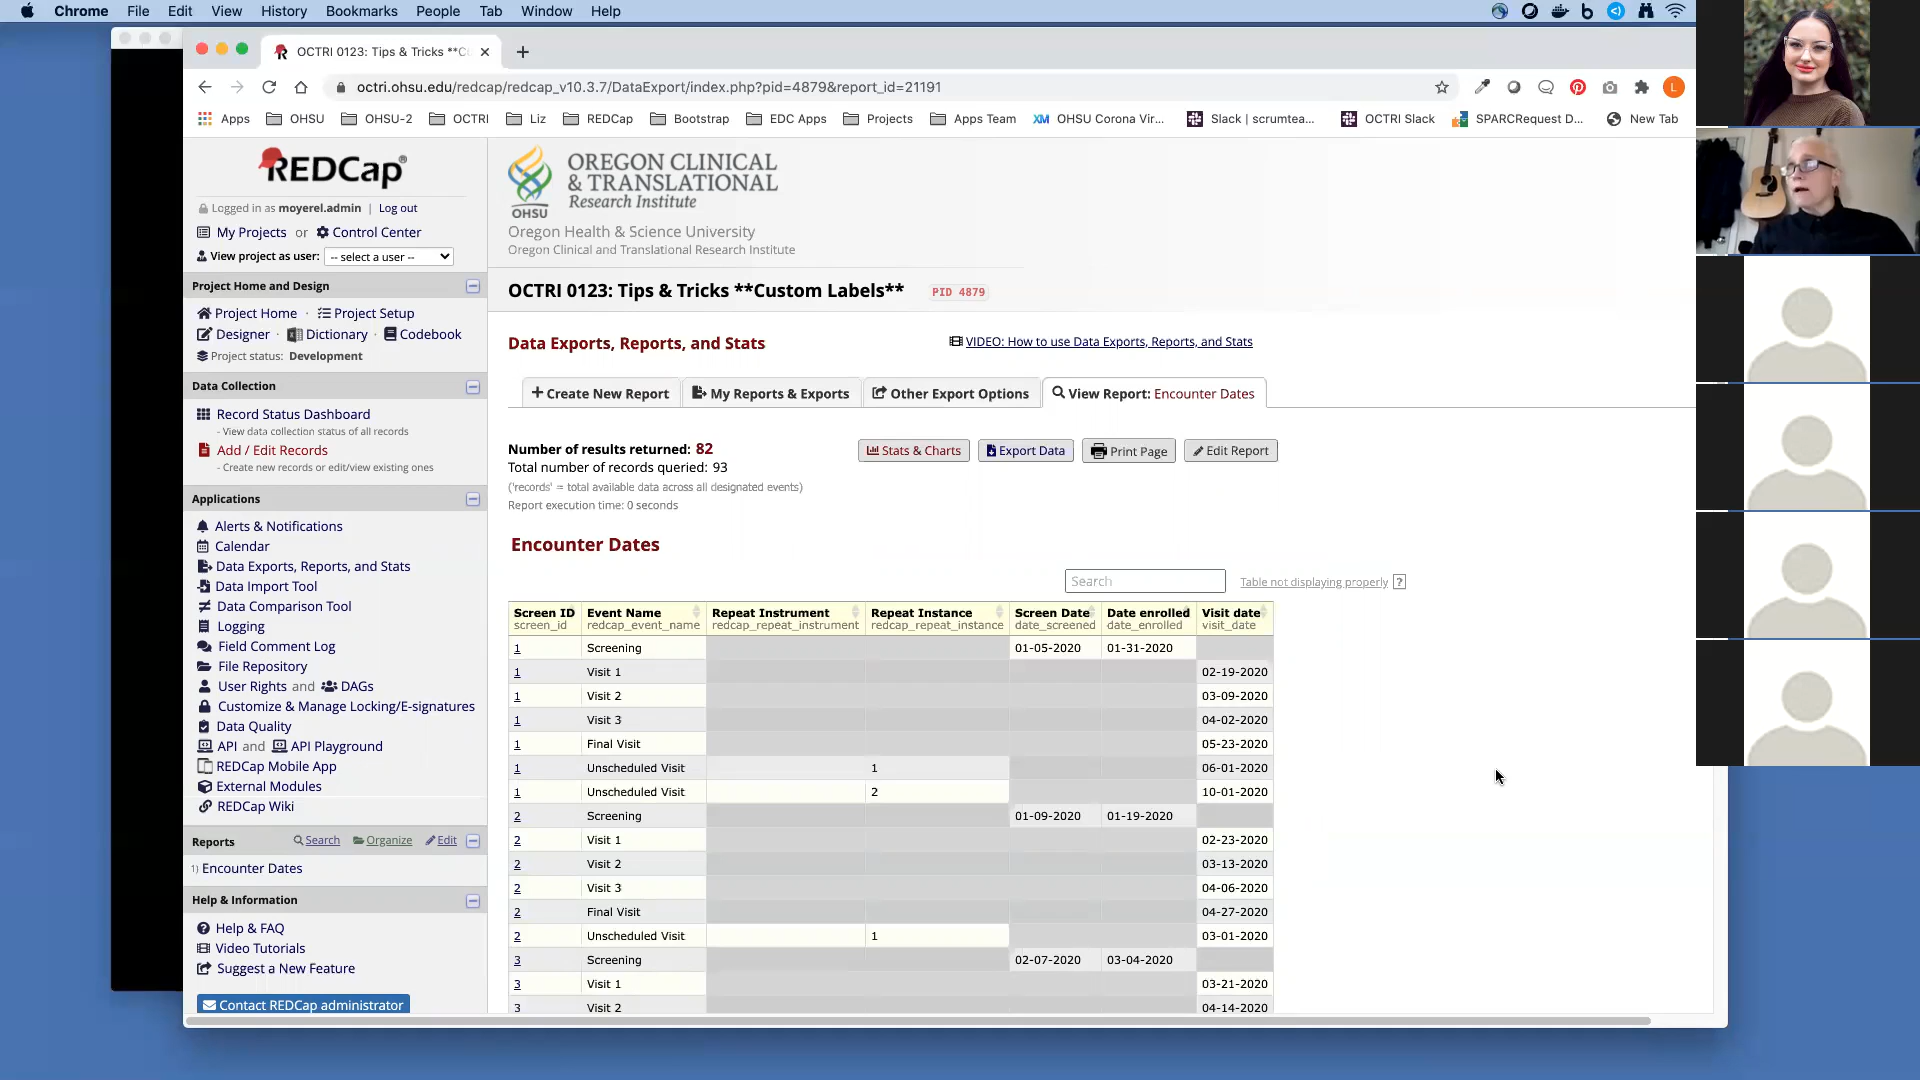 Chrome File Edit View History Bookmarks People Tab Window Help
OCTRI 0123: Tips & Tricks **Cu
octri.ohsu.edu/redcap/redcap_v10.3.7/DataExport/index.php?pid=4879&report_id=21191
L
Apps OHSU OHSU-2 OCTRI Liz REDCap Bootstrap EDC Apps Projects Apps Team XM OHSU Corona Vir... Slack | scrumtea... OCTRI Slack SPARCRequest D... New Tab
REDCap®
Logged in as moyerel.admin | Log out
My Projects or Control Center
View project as user: -- select a user --
Project Home and Design
Project Home · Project Setup
Designer · Dictionary · Codebook
Project status: Development
Data Collection
Record Status Dashboard
- View data collection status of all records
Add / Edit Records
- Create new records or edit/view existing ones
Applications
Alerts & Notifications
Calendar
Data Exports, Reports, and Stats
Data Import Tool
Data Comparison Tool
Logging
Field Comment Log
File Repository
User Rights and DAGs
Customize & Manage Locking/E-signatures
Data Quality
API and API Playground
REDCap Mobile App
External Modules
REDCap Wiki
Reports Search Organize Edit
1) Encounter Dates
Help & Information
Help & FAQ
Video Tutorials
Suggest a New Feature
Contact REDCap administrator
OHSU
OREGON CLINICAL
& TRANSLATIONAL
Research Institute
Oregon Health & Science University
Oregon Clinical and Translational Research Institute
OCTRI 0123: Tips & Tricks **Custom Labels** PID 4879
Data Exports, Reports, and Stats VIDEO: How to use Data Exports, Reports, and Stats
+ Create New Report My Reports & Exports Other Export Options View Report: Encounter Dates
Number of results returned: 82
Total number of records queried: 93
('records' = total available data across all designated events)
Report execution time: 0 seconds
Stats & Charts Export Data Print Page Edit Report
Encounter Dates
Search Table not displaying properly ?
Screen ID Event Name Repeat Instrument Repeat Instance Screen Date Date enrolled Visit date
screen_id redcap_event_name redcap_repeat_instrument redcap_repeat_instance date_screened date_enrolled visit_date
1 Screening 01-05-2020 01-31-2020
1 Visit 1 02-19-2020
1 Visit 2 03-09-2020
1 Visit 3 04-02-2020
1 Final Visit 05-23-2020
1 Unscheduled Visit 1 06-01-2020
1 Unscheduled Visit 2 10-01-2020
2 Screening 01-09-2020 01-19-2020
2 Visit 1 02-23-2020
2 Visit 2 03-13-2020
2 Visit 3 04-06-2020
2 Final Visit 04-27-2020
2 Unscheduled Visit 1 03-01-2020
3 Screening 02-07-2020 03-04-2020
3 Visit 1 03-21-2020
3 Visit 2 04-14-2020